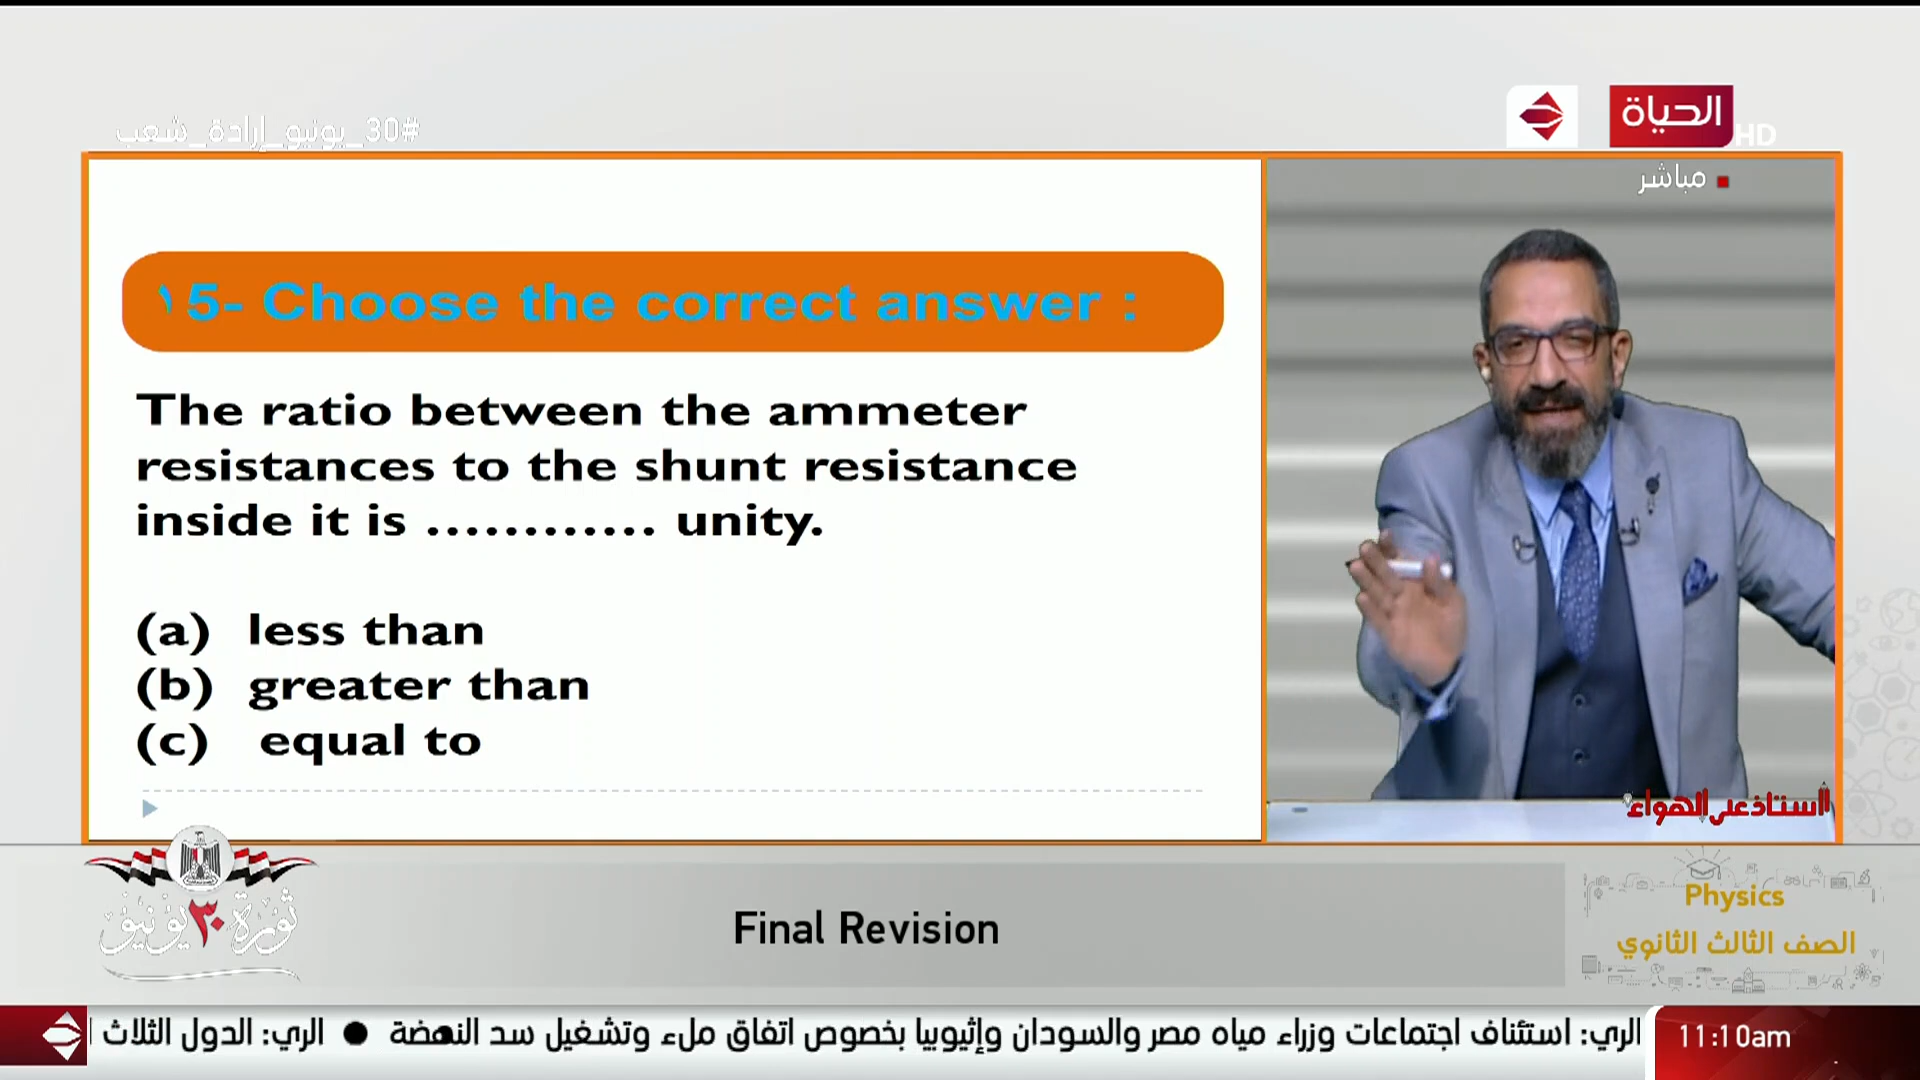 #30_يونيو_إرادة_شعب
الحياة
HD
مباشر
١5- Choose the correct answer :
The ratio between the ammeter
resistances to the shunt resistance
inside it is ............ unity.
(a) less than
(b) greater than
(c) equal to
الستاذ على الهواء
ثورة ٣٠ يونيو
Final Revision
Physics
الصف الثالث الثانوي
الري: استئناف اجتماعات وزراء مياه مصر والسودان وإثيوبيا بخصوص اتفاق ملء وتشغيل سد النهضة ● الري: الدول الثلاث
11:10am